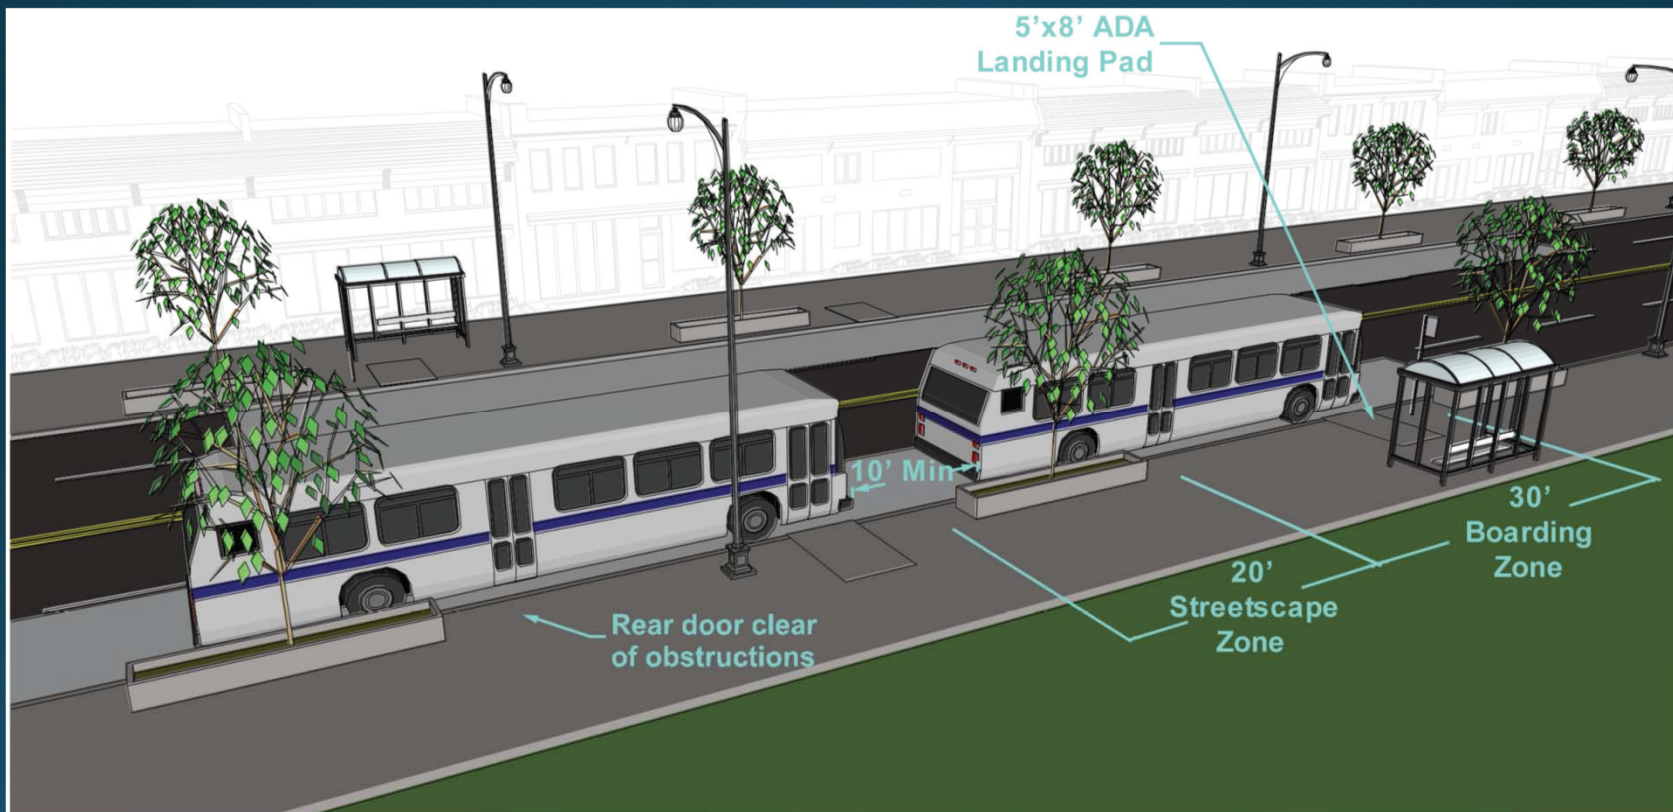 5’x8’ ADA
Landing Pad
10’ Min
30’
Boarding
Zone
20’
Streetscape
Zone
Rear door clear
of obstructions